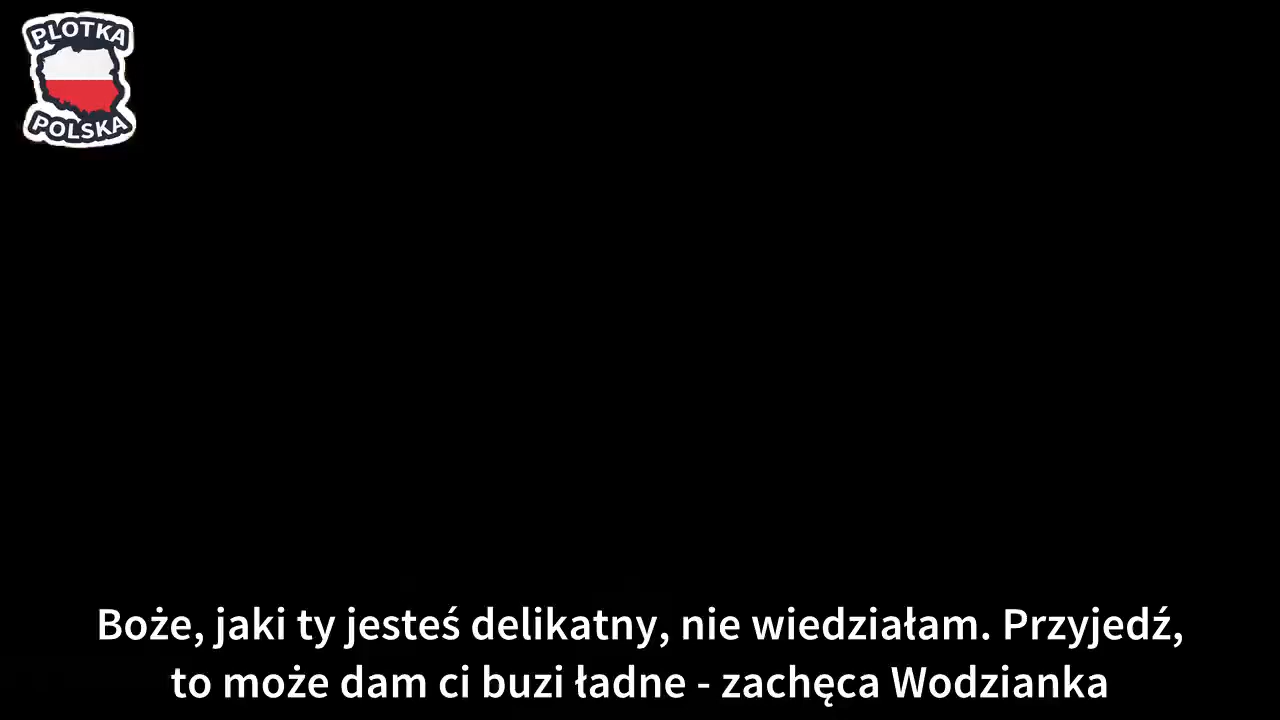 PLOTKA
POLSKA
Boże, jaki ty jesteś delikatny, nie wiedziałam. Przyjedź,
to może dam ci buzi ładne - zachęca Wodzianka